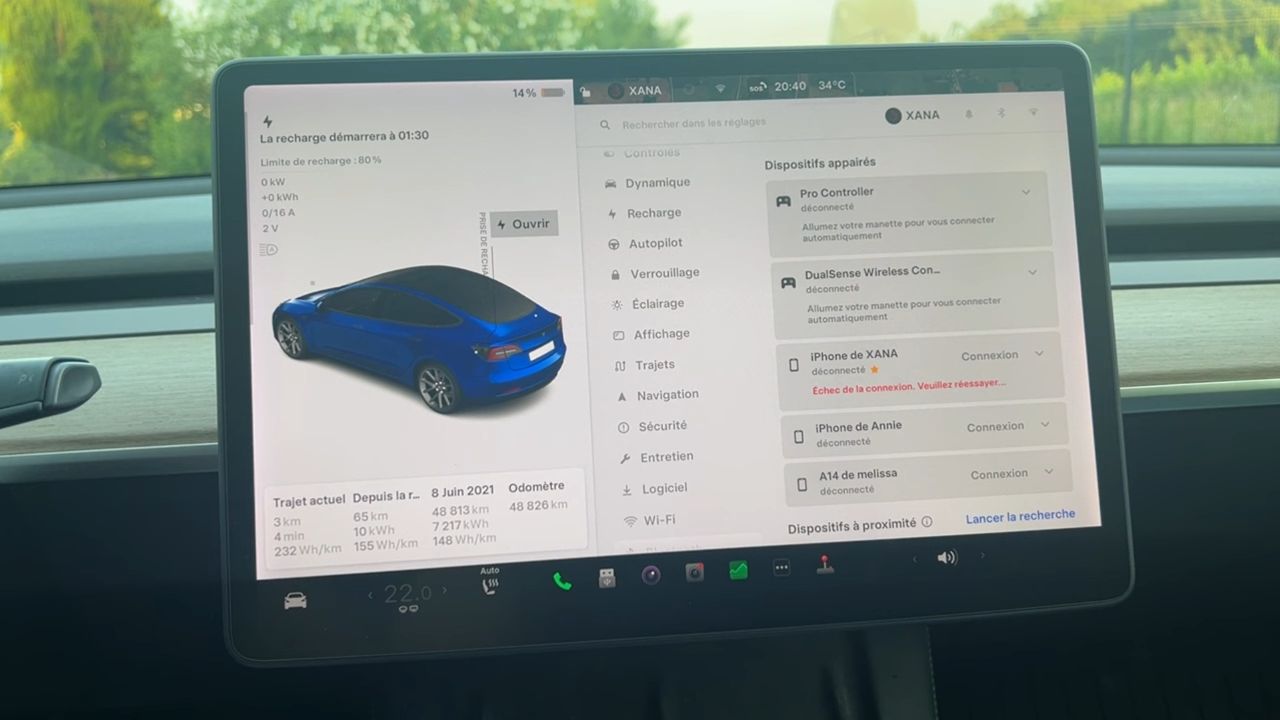 14%
La recharge démarrera à 01:30
Limite de recharge : 80 %
0 kW
+0 kWh
0/16 A
2 V
PRISE DE RECHA
Ouvrir
Trajet actuel
3 km
4 min
232 Wh/km
Depuis la r...
65 km
10 kWh
155 Wh/km
8 Juin 2021
48 813 km
7 217 kWh
148 Wh/km
Odomètre
48 826 km
XANA
SOS
20:40
34°C
Rechercher dans les réglages
XANA
Contrôles
Dynamique
Recharge
Autopilot
Verrouillage
Éclairage
Affichage
Trajets
Navigation
Sécurité
Entretien
Logiciel
Wi-Fi
Dispositifs appairés
Pro Controller
déconnecté
Allumez votre manette pour vous connecter
automatiquement
DualSense Wireless Con...
déconnecté
Allumez votre manette pour vous connecter
automatiquement
iPhone de XANA
Connexion
déconnecté
Échec de la connexion. Veuillez réessayer...
iPhone de Annie
Connexion
déconnecté
A14 de melissa
Connexion
déconnecté
Dispositifs à proximité
Lancer la recherche
22.0
Auto